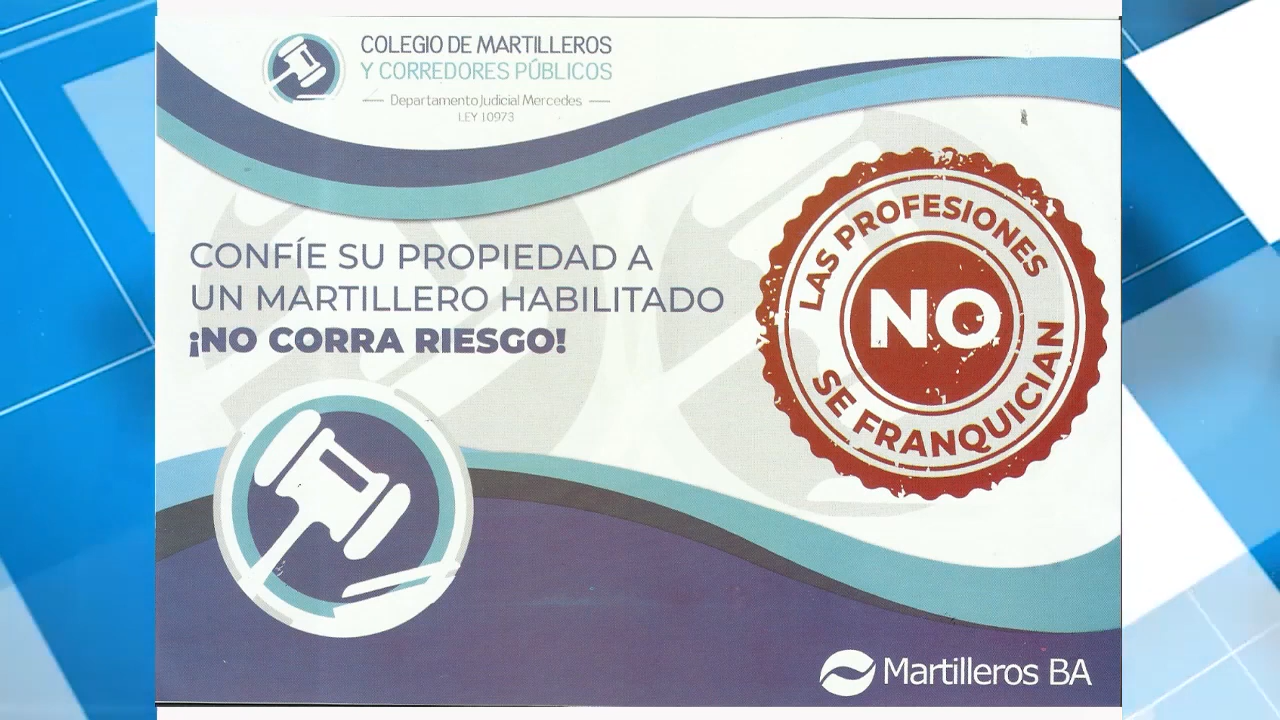 COLEGIO DE MARTILLEROS
Y CORREDORES PÚBLICOS
Departamento Judicial Mercedes
LEY 10973
CONFÍE SU PROPIEDAD A
UN MARTILLERO HABILITADO
¡NO CORRA RIESGO!
LAS PROFESIONES
NO
SE FRANQUICIAN
Martilleros BA